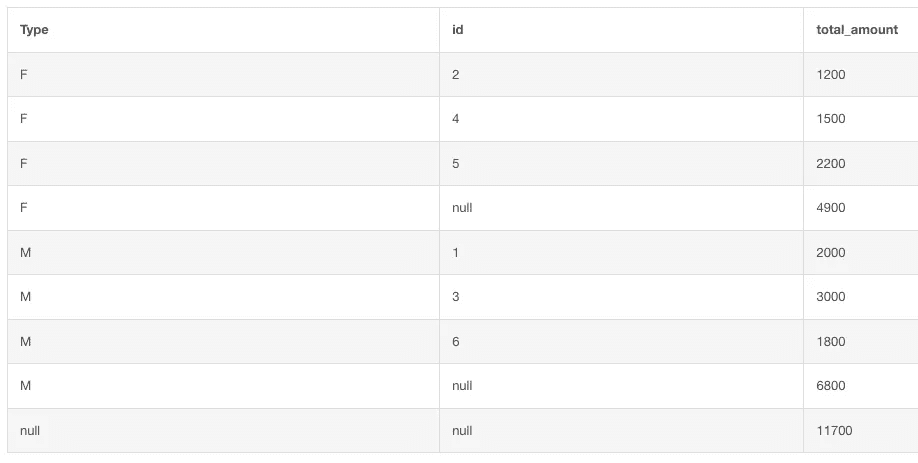 Type id total_amount
F 2 1200
F 4 1500
F 5 2200
F null 4900
M 1 2000
M 3 3000
M 6 1800
M null 6800
null null 11700